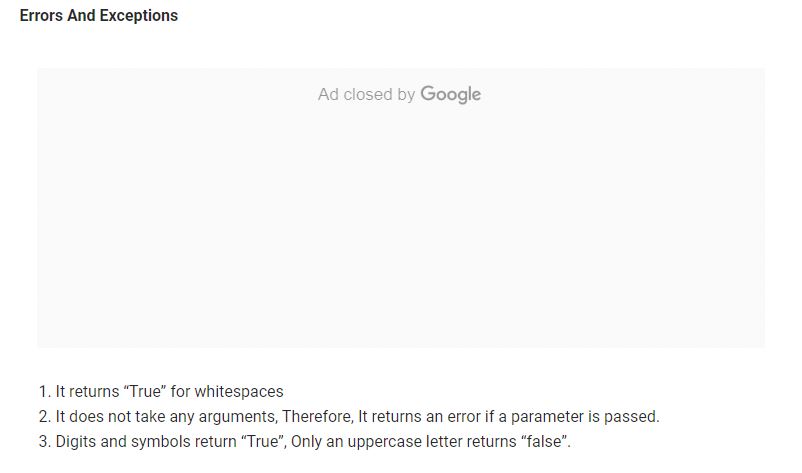 Errors And Exceptions
Ad closed by Google
1. It returns “True” for whitespaces
2. It does not take any arguments, Therefore, It returns an error if a parameter is passed.
3. Digits and symbols return “True”, Only an uppercase letter returns “false”.